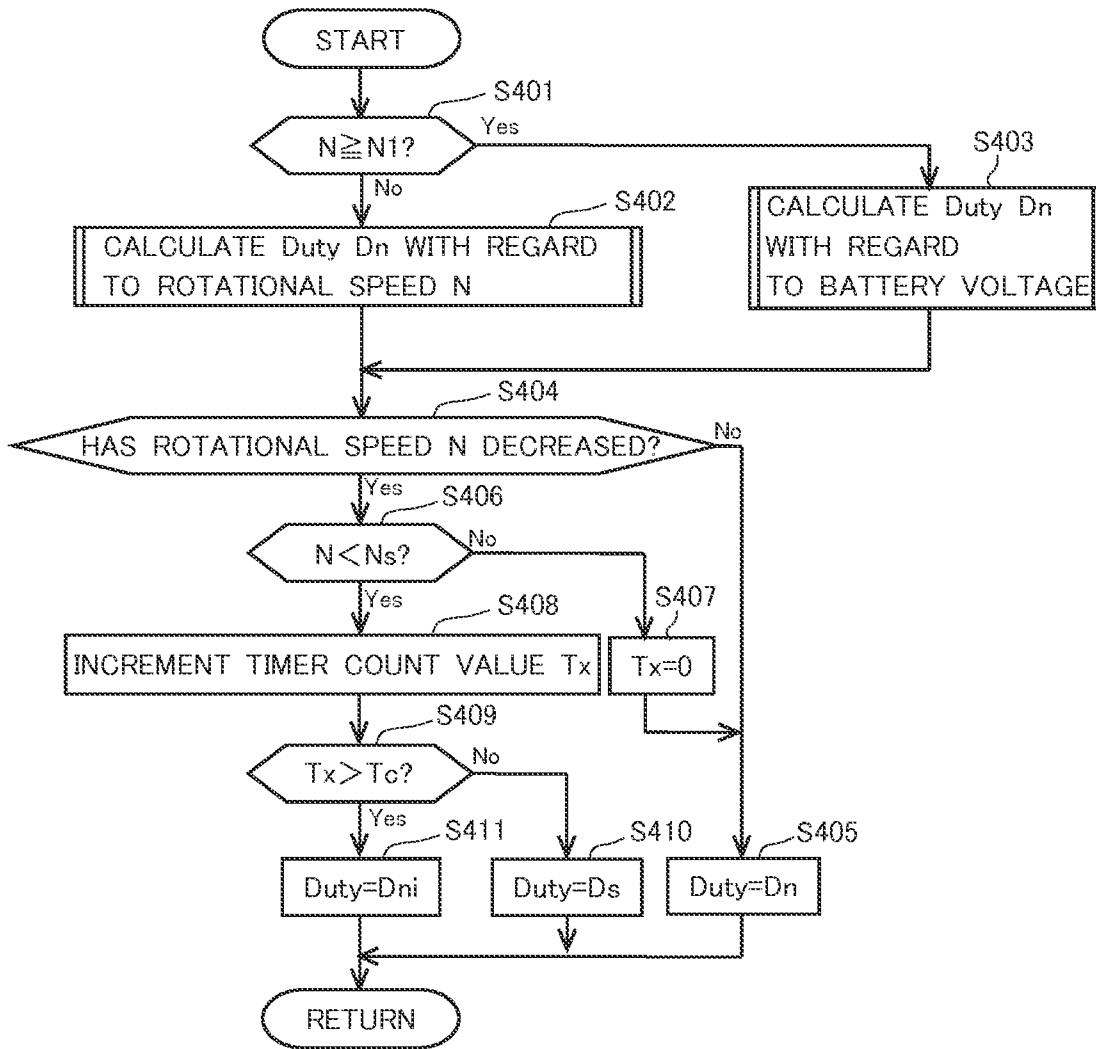 START
S401
N≧N1?
Yes
No
S403
CALCULATE Duty Dn
WITH REGARD
TO BATTERY VOLTAGE
S402
CALCULATE Duty Dn WITH REGARD
TO ROTATIONAL SPEED N
S404
HAS ROTATIONAL SPEED N DECREASED?
No
Yes
S406
N<Ns?
No
Yes
S408
INCREMENT TIMER COUNT VALUE Tx
S407
Tx=0
S409
Tx>Tc?
No
Yes
S411
Duty=Dni
S410
Duty=Ds
S405
Duty=Dn
RETURN